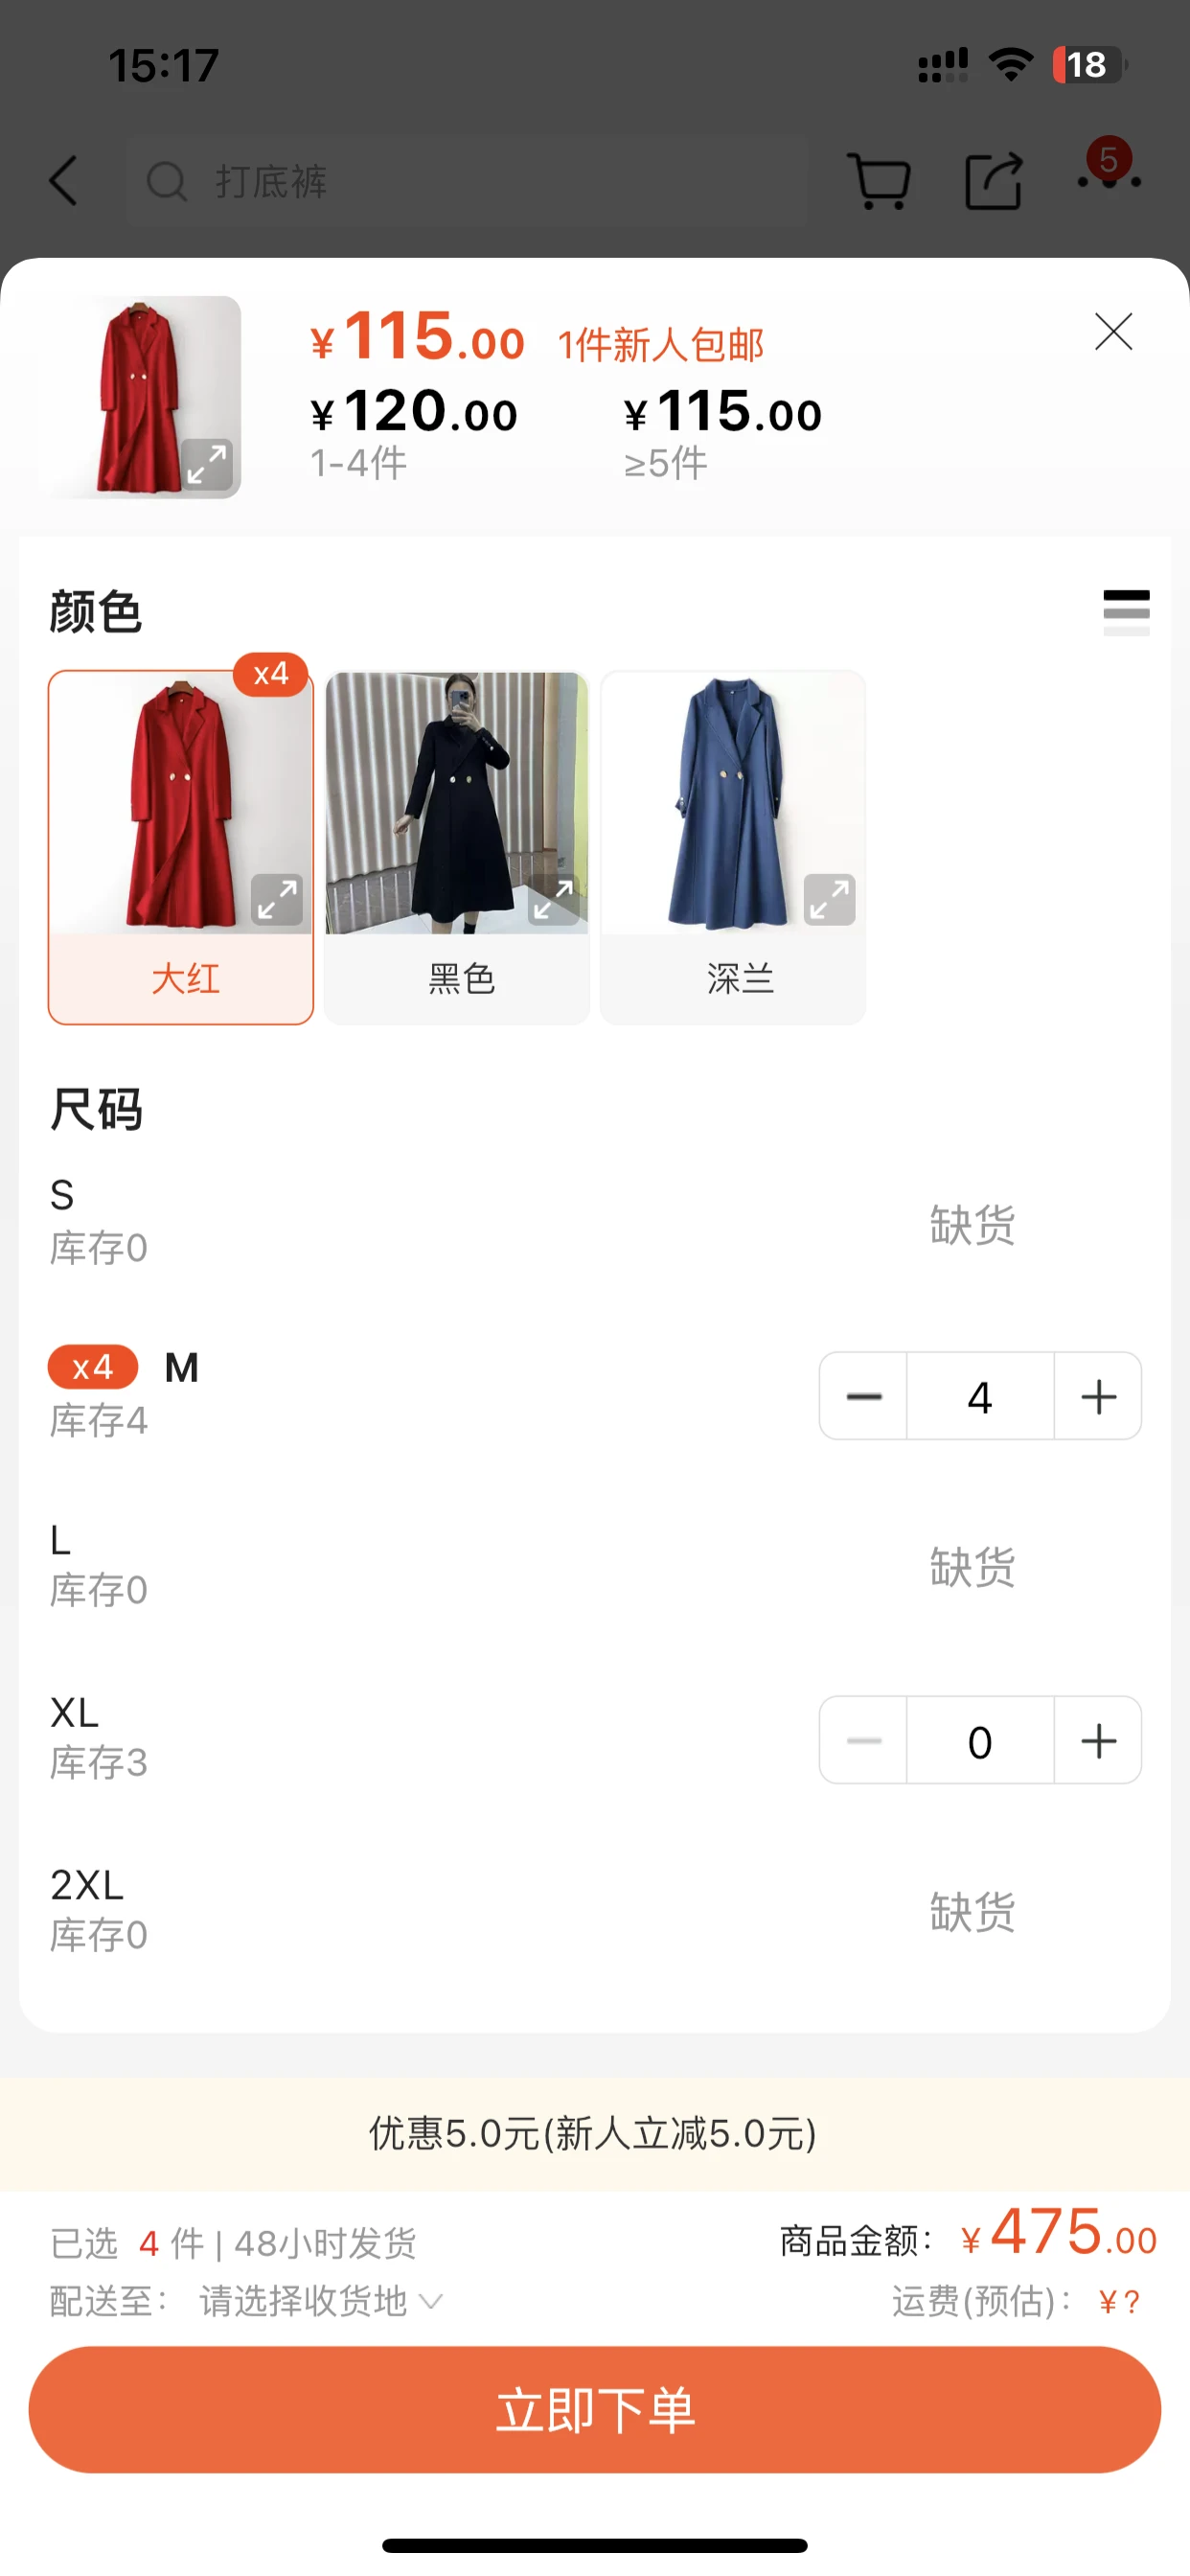 15:17
18
打底裤
5
¥115.00 1件新人包邮
¥120.00 ¥115.00
1-4件 ≥5件
颜色
x4
大红 黑色 深兰
尺码
S
库存0
缺货
x4 M
库存4
4
L
库存0
缺货
XL
库存3
0
2XL
库存0
缺货
优惠5.0元(新人立减5.0元)
已选 4 件 | 48小时发货 商品金额: ¥475.00
配送至: 请选择收货地 运费(预估): ¥?
立即下单